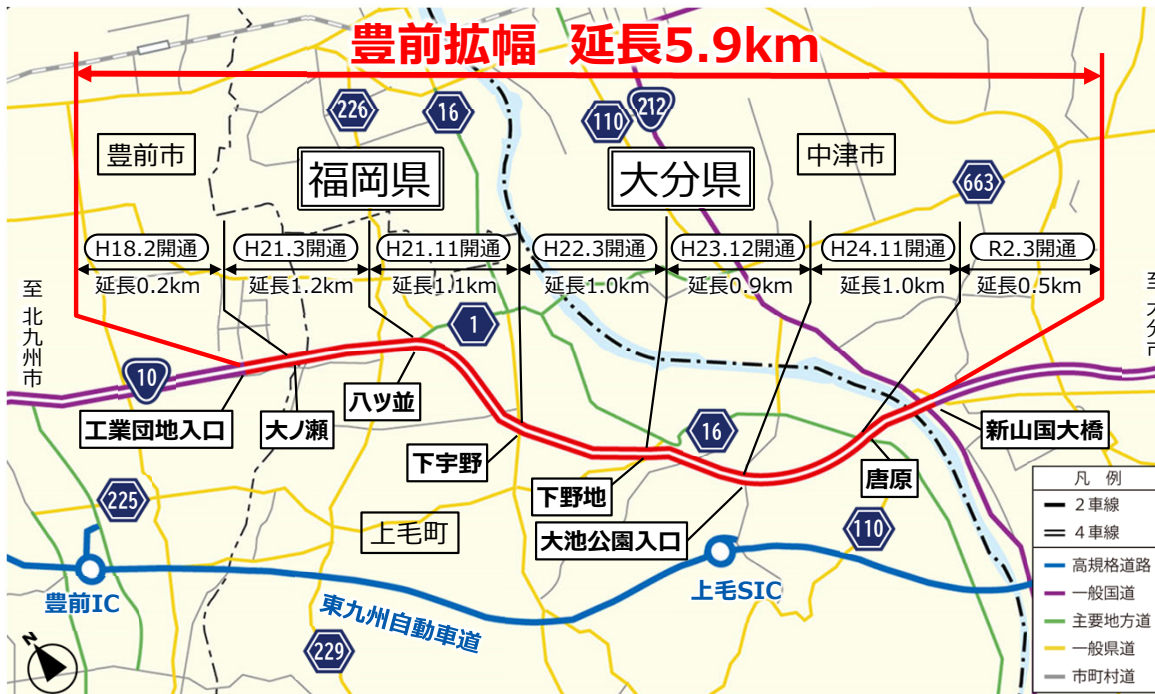 豊前拡幅 延長5.9km
226
16
110
212
豊前市
福岡県
大分県
中津市
663
H18.2開通
H21.3開通
H21.11開通
H22.3開通
H23.12開通
H24.11開通
R2.3開通
延長0.2km
延長1.2km
延長1.1km
延長1.0km
延長0.9km
延長1.0km
延長0.5km
至 北九州市
至 大分市
1
10
八ツ並
工業団地入口
大ノ瀬
16
新山国大橋
下宇野
下野地
唐原
225
上毛町
大池公園入口
110
豊前IC
上毛SIC
東九州自動車道
229
N
凡 例
2車線
4車線
高規格道路
一般国道
主要地方道
一般県道
市町村道